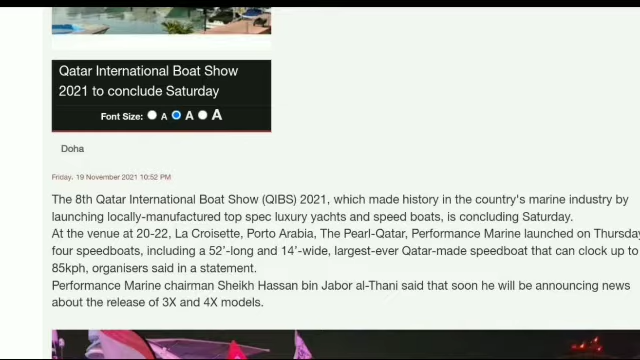 Qatar International Boat Show
2021 to conclude Saturday
Font Size: A A A
Doha
Friday, 19 November 2021 10:52 PM
The 8th Qatar International Boat Show (QIBS) 2021, which made history in the country's marine industry by
launching locally-manufactured top spec luxury yachts and speed boats, is concluding Saturday.
At the venue at 20-22, La Croisette, Porto Arabia, The Pearl-Qatar, Performance Marine launched on Thursday
four speedboats, including a 52’-long and 14’-wide, largest-ever Qatar-made speedboat that can clock up to
85kph, organisers said in a statement.
Performance Marine chairman Sheikh Hassan bin Jabor al-Thani said that soon he will be announcing news
about the release of 3X and 4X models.